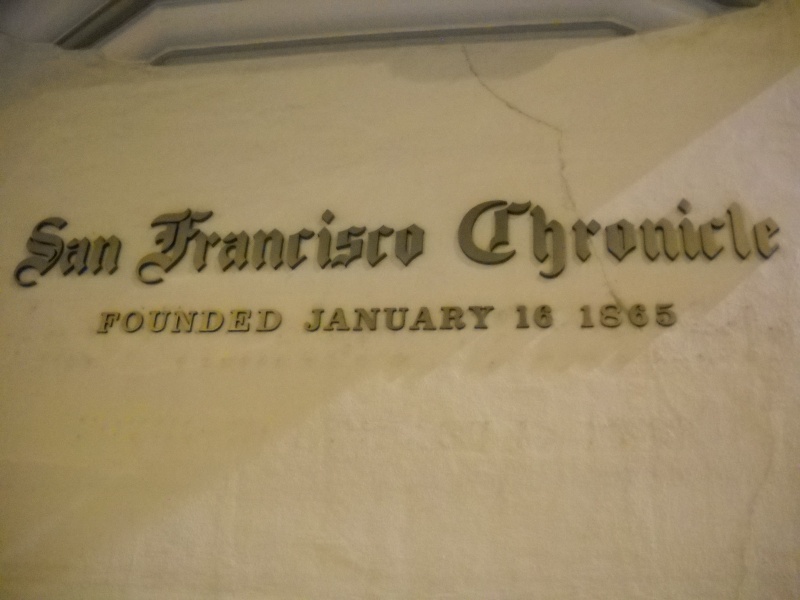 San Francisco Chronicle
FOUNDED JANUARY 16 1865